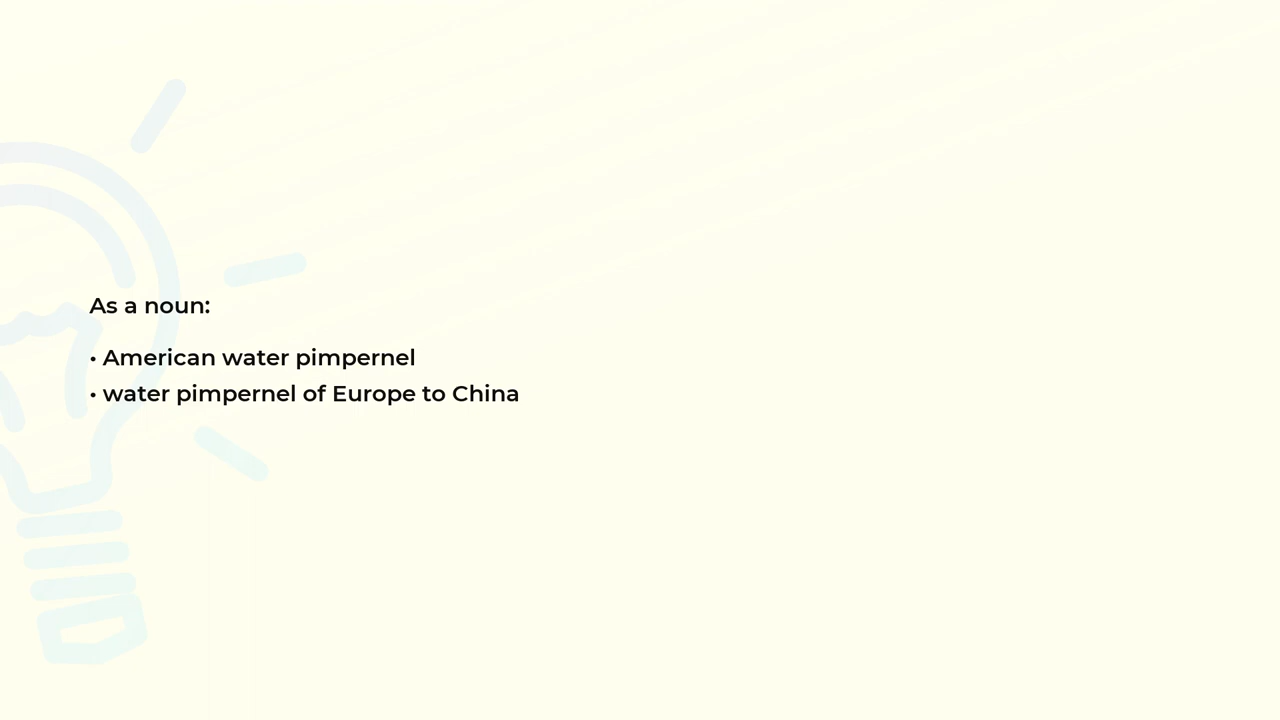 As a noun:
• American water pimpernel
• water pimpernel of Europe to China